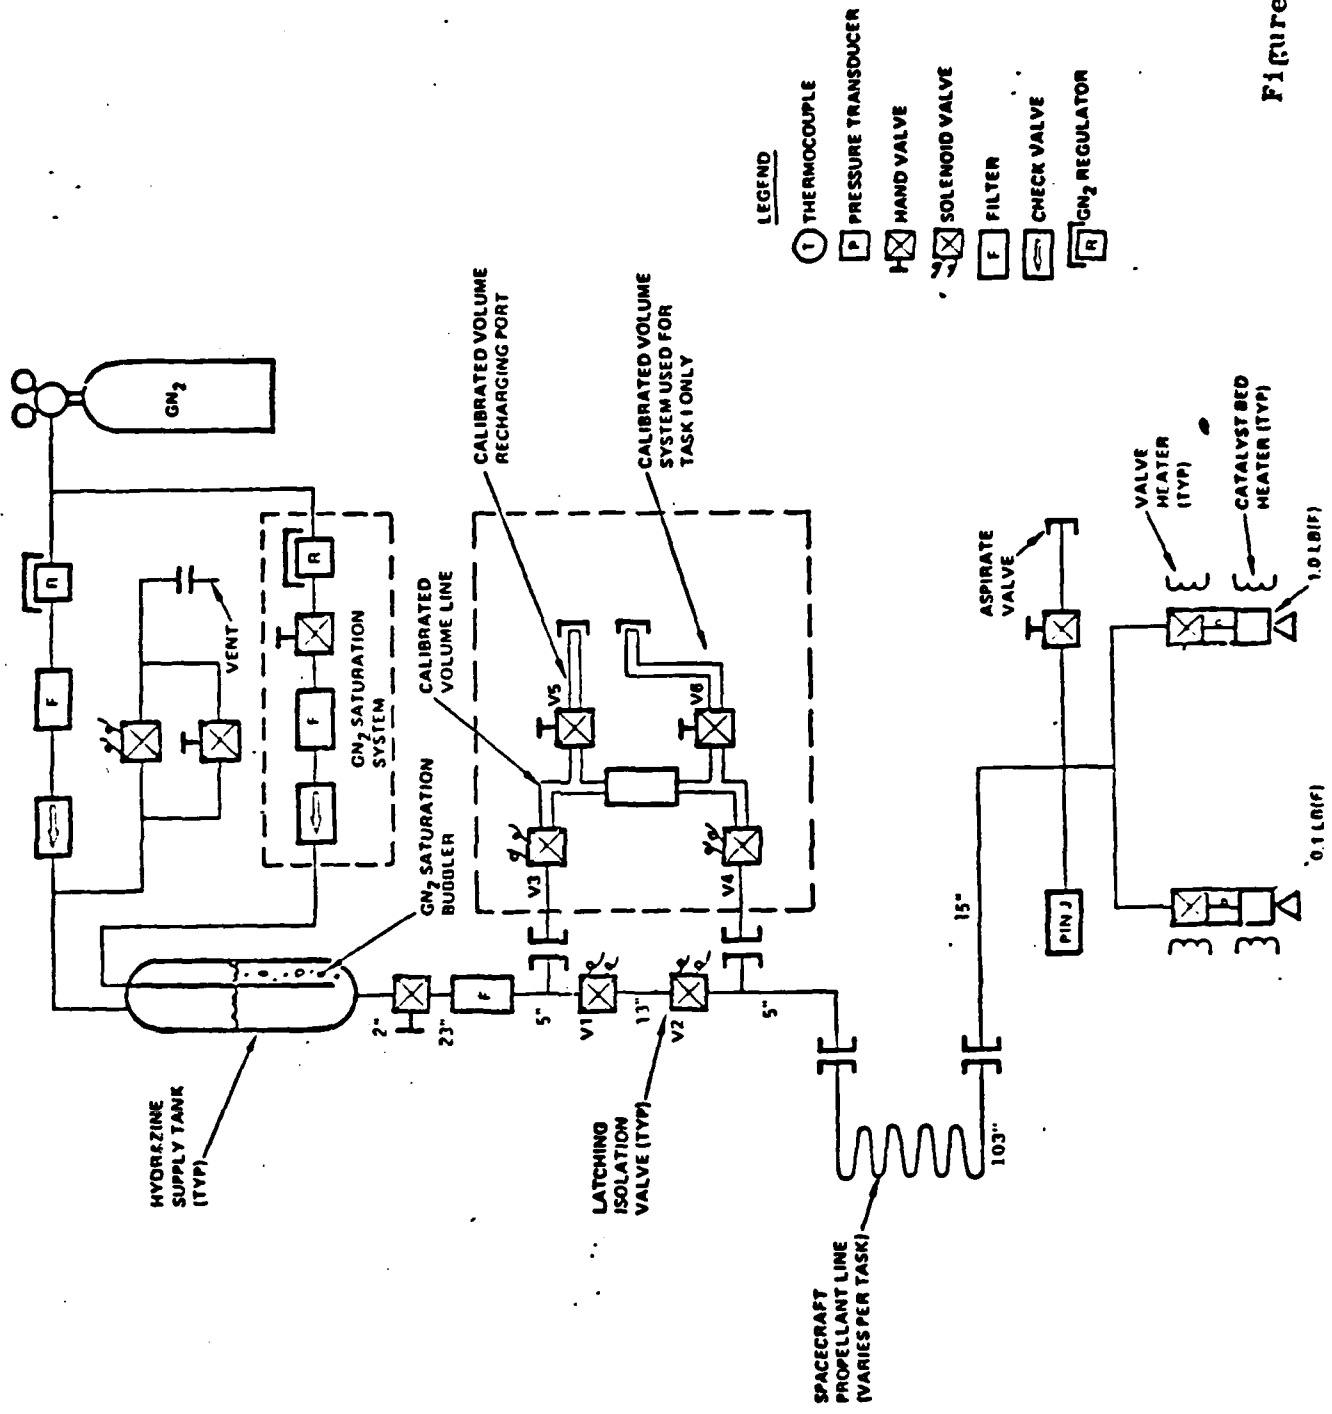 GN2
R
F
VENT
R
F
GN2 SATURATION
SYSTEM
GN2 SATURATION
BUBBLER
HYDRAZINE
SUPPLY TANK
(TYP)
2"
23"
F
5"
V1
13"
V2
5"
LATCHING
ISOLATION
VALVE (TYP)
CALIBRATED
VOLUME LINE
CALIBRATED VOLUME
RECHARGING PORT
CALIBRATED VOLUME
SYSTEM USED FOR
TASK I ONLY
V3
V4
V5
V6
SPACECRAFT
PROPELLANT LINE
(VARIES PER TASK)
103"
15"
PIN J
ASPIRATE
VALVE
VALVE
HEATER
(TYP)
CATALYST BED
HEATER (TYP)
P
P
0.1 LB(F)
1.0 LB(F)
LEGEND
T THERMOCOUPLE
P PRESSURE TRANSDUCER
HAND VALVE
SOLENOID VALVE
F FILTER
CHECK VALVE
R GN2 REGULATOR
Figure